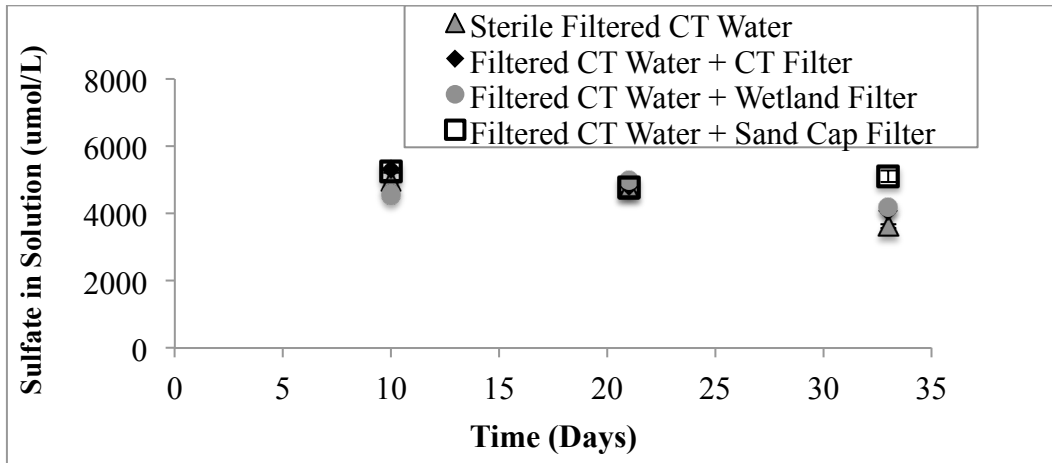 Sterile Filtered CT Water
Filtered CT Water + CT Filter
Filtered CT Water + Wetland Filter
Filtered CT Water + Sand Cap Filter
Sulfate in Solution (umol/L)
8000
6000
4000
2000
0
0 5 10 15 20 25 30 35
Time (Days)